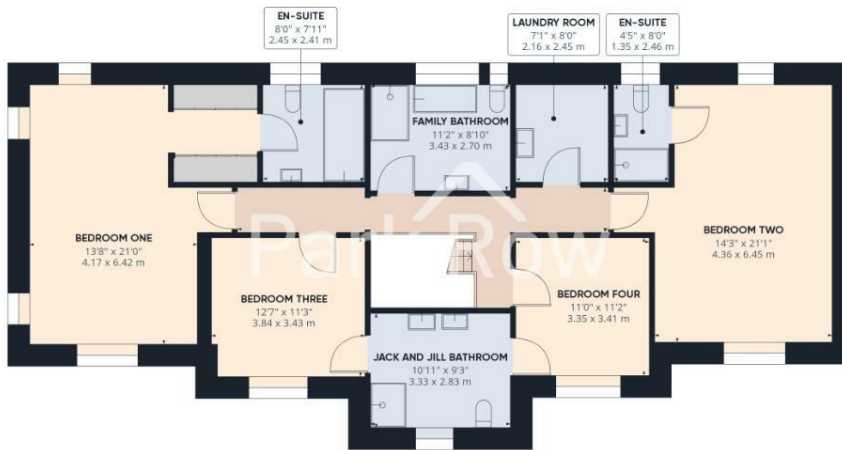 EN-SUITE
8'0" x 7'11"
2.45 x 2.41 m
LAUNDRY ROOM
7'1" x 8'0"
2.16 x 2.45 m
EN-SUITE
4'5" x 8'0"
1.35 x 2.46 m
FAMILY BATHROOM
11'2" x 8'10"
3.43 x 2.70 m
BEDROOM ONE
13'8" x 21'0"
4.17 x 6.42 m
BEDROOM TWO
14'3" x 21'1"
4.36 x 6.45 m
Park Row
BEDROOM THREE
12'7" x 11'3"
3.84 x 3.43 m
BEDROOM FOUR
11'0" x 11'2"
3.35 x 3.41 m
JACK AND JILL BATHROOM
10'11" x 9'3"
3.33 x 2.83 m